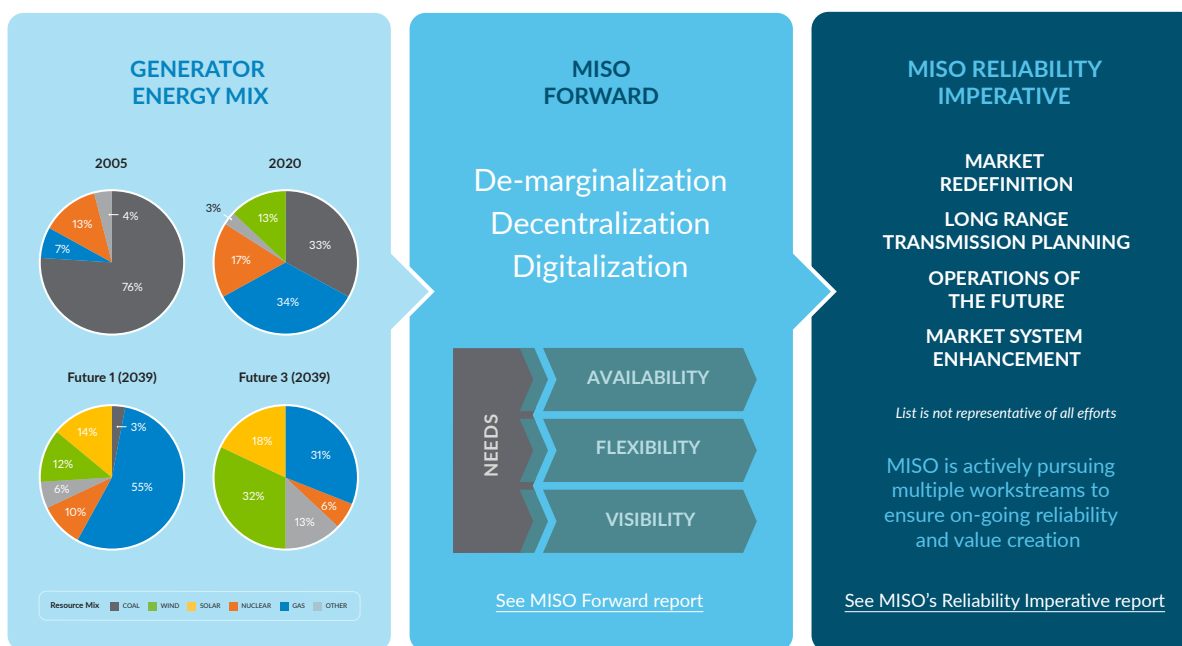 GENERATOR
ENERGY MIX
2005
4%
13%
7%
76%
2020
3%
13%
33%
17%
34%
Future 1 (2039)
14%
3%
12%
6%
55%
10%
Future 3 (2039)
18%
31%
32%
6%
13%
Resource Mix COAL WIND SOLAR NUCLEAR GAS OTHER
MISO
FORWARD
De-marginalization
Decentralization
Digitalization
NEEDS
AVAILABILITY
FLEXIBILITY
VISIBILITY
See MISO Forward report
MISO RELIABILITY
IMPERATIVE
MARKET
REDEFINITION
LONG RANGE
TRANSMISSION PLANNING
OPERATIONS OF
THE FUTURE
MARKET SYSTEM
ENHANCEMENT
List is not representative of all efforts
MISO is actively pursuing
multiple workstreams to
ensure on-going reliability
and value creation
See MISO's Reliability Imperative report